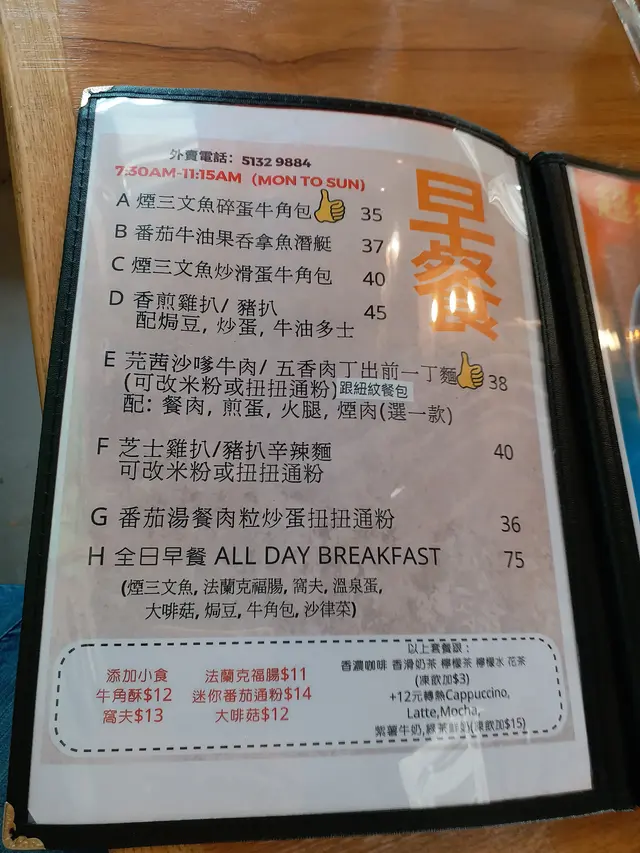 外賣電話: 5132 9884
7:30AM-11:15AM (MON TO SUN)
早餐
A 煙三文魚碎蛋牛角包 35
B 番茄牛油果吞拿魚潛艇 37
C 煙三文魚炒滑蛋牛角包 40
D 香煎雞扒/ 豬扒 45
配焗豆, 炒蛋, 牛油多士
E 芫茜沙嗲牛肉/ 五香肉丁出前一丁麵 38
(可改米粉或扭扭通粉)跟紐紋餐包
配: 餐肉, 煎蛋, 火腿, 煙肉(選一款)
F 芝士雞扒/豬扒辛辣麵 40
可改米粉或扭扭通粉
G 番茄湯餐肉粒炒蛋扭扭通粉 36
H 全日早餐 ALL DAY BREAKFAST 75
(煙三文魚, 法蘭克福腸, 窩夫, 溫泉蛋,
大啡菇, 焗豆, 牛角包, 沙律菜)
添加小食 法蘭克福腸$11
牛角酥$12 迷你番茄通粉$14
窩夫$13 大啡菇$12
以上套餐跟:
香濃咖啡 香滑奶茶 檸檬茶 檸檬水 花茶
(凍飲加$3)
+12元轉熱Cappuccino,
Latte,Mocha,
紫薯牛奶,綠茶鮮奶(凍飲加$15)